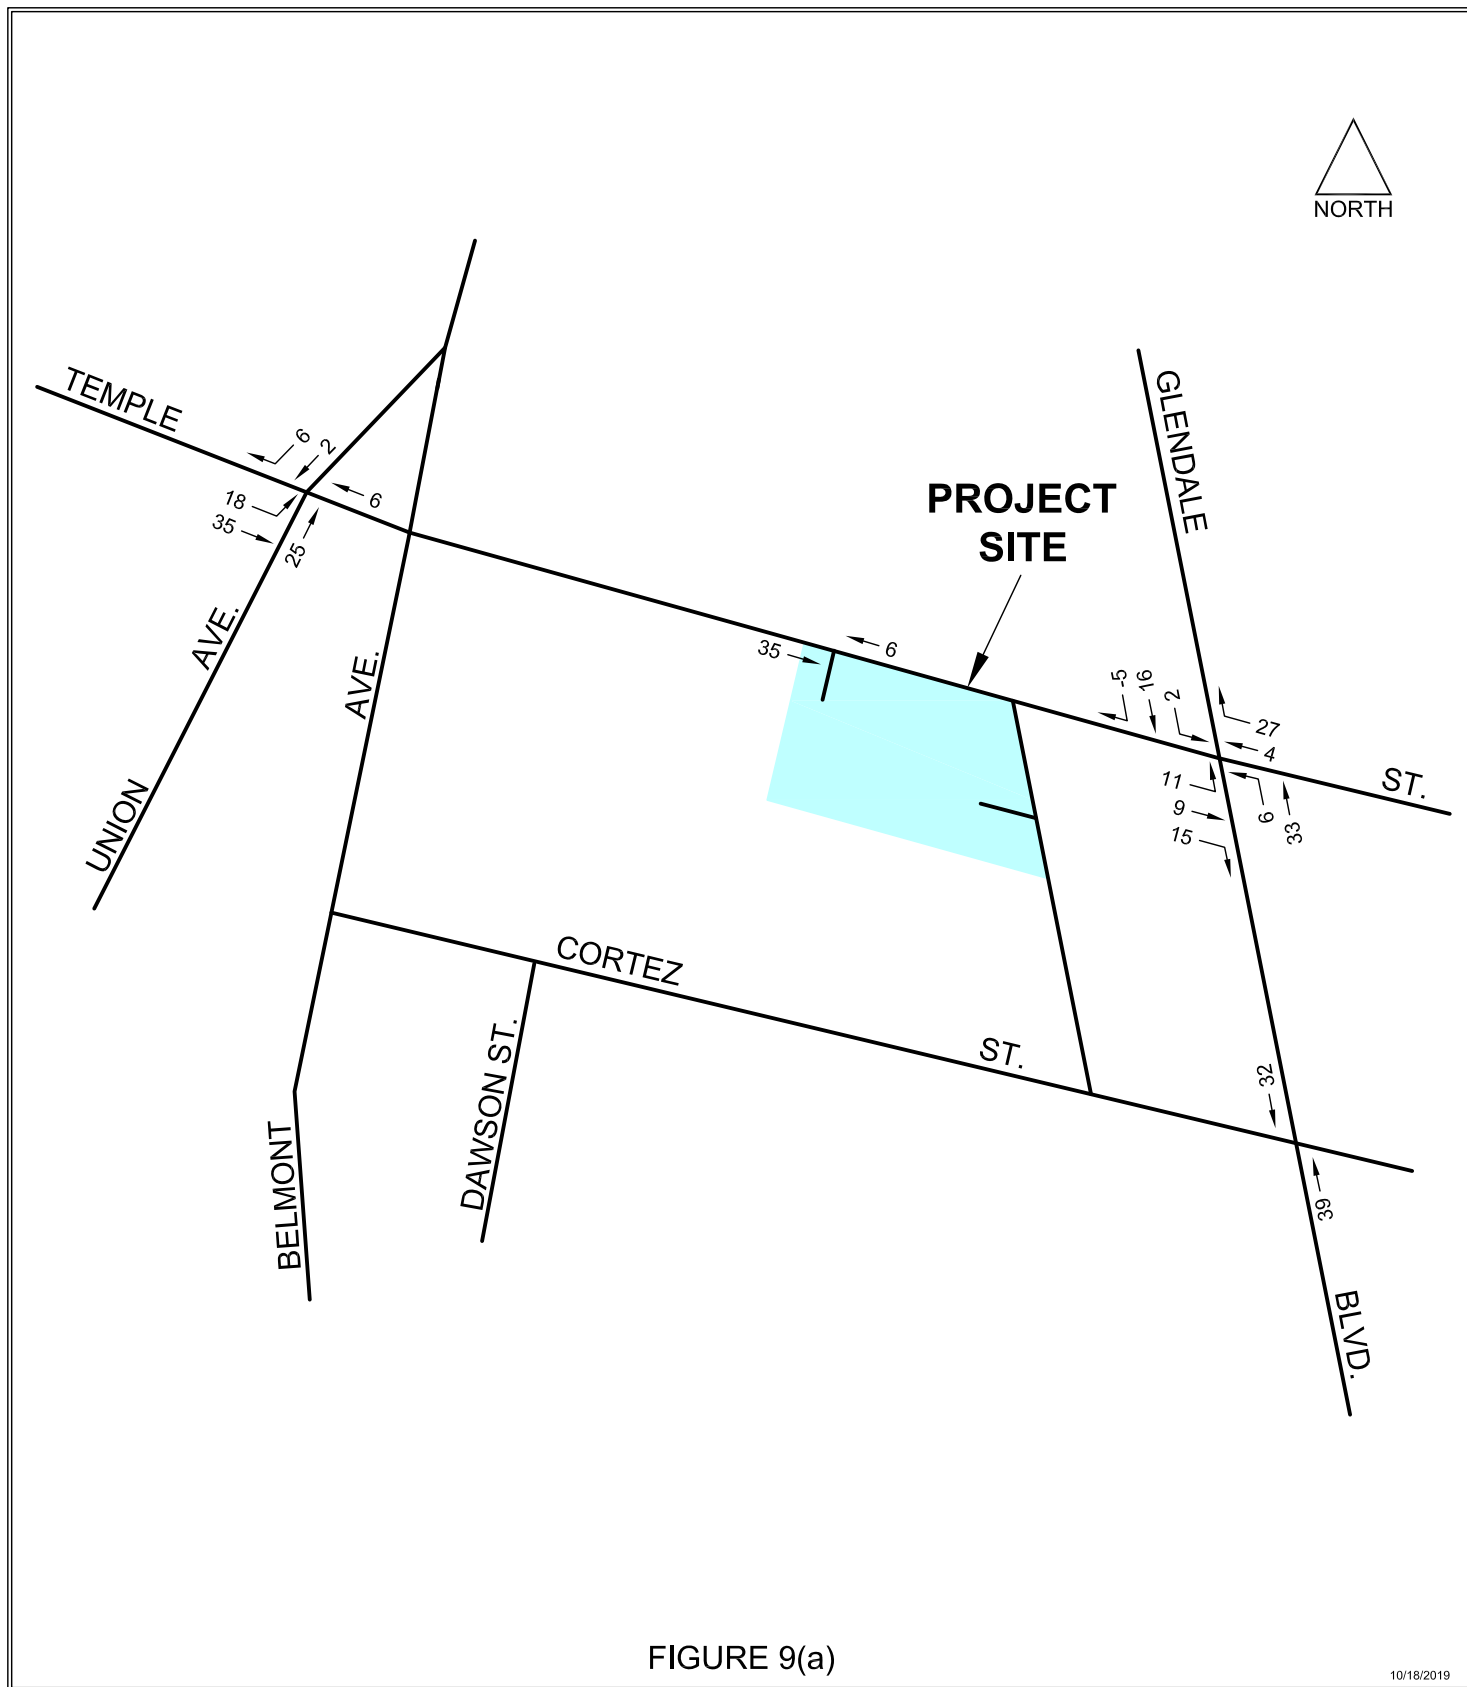 NORTH
TEMPLE
GLENDALE
6
2
6
18
35
25
PROJECT
SITE
AVE.
AVE.
35
6
-5
16
2
27
4
ST.
11
9
15
6
33
UNION
CORTEZ
ST.
DAWSON ST.
BELMONT
32
39
BLVD.
FIGURE 9(a)
10/18/2019